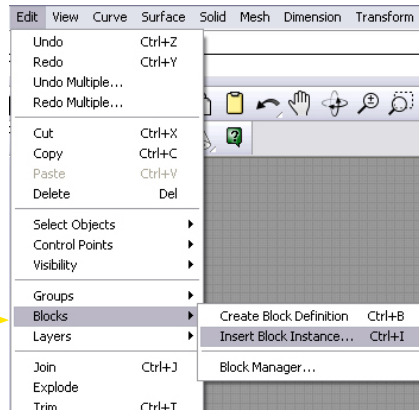 Edit View Curve Surface Solid Mesh Dimension Transform
Undo Ctrl+Z
Redo Ctrl+Y
Undo Multiple...
Redo Multiple...
Cut Ctrl+X
Copy Ctrl+C
Paste Ctrl+V
Delete Del
Select Objects
Control Points
Visibility
Groups
Blocks
Create Block Definition Ctrl+B
Layers
Insert Block Instance... Ctrl+I
Join Ctrl+J
Block Manager...
Explode
Trim Ctrl+T